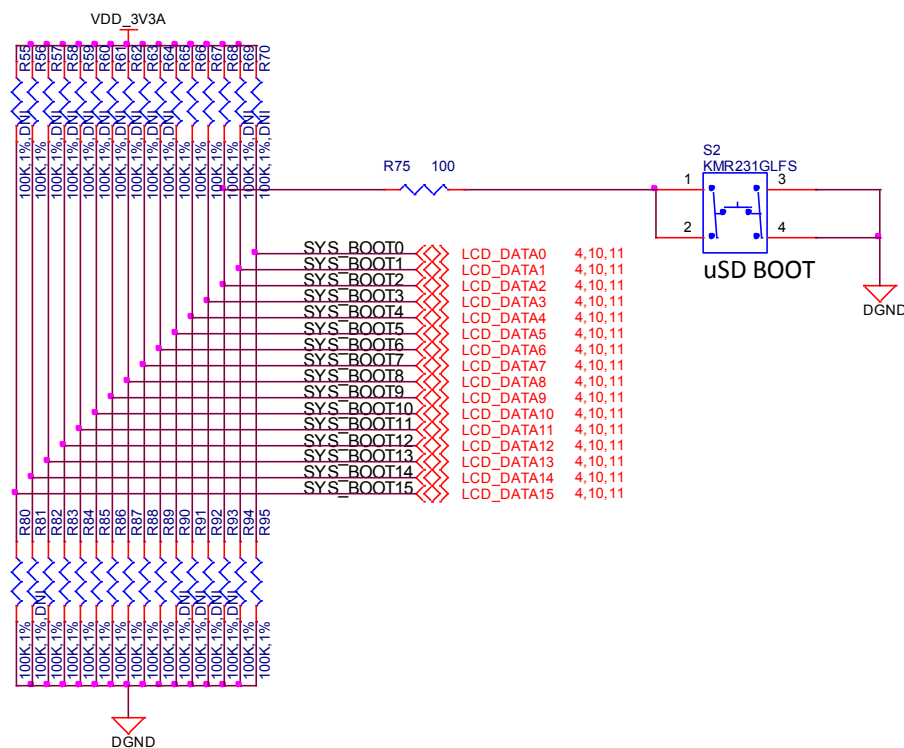 VDD_3V3A
R55
R56
R57
R58
R59
R60
R61
R62
R63
R64
R65
R66
R67
R68
R69
R70
100K,1%,DNI
100K,1%
100K,1%,DNI
100K,1%,DNI
100K,1%,DNI
100K,1%,DNI
100K,1%,DNI
100K,1%,DNI
100K,1%,DNI
100K,1%,DNI
100K,1%
100K,1%
100K,1%
100K,1%
100K,1%,DNI
100K,1%,DNI
R75 100
S2
KMR231GLFS
1 3
2 4
uSD BOOT
DGND
SYS_BOOT0 LCD_DATA0 4,10,11
SYS_BOOT1 LCD_DATA1 4,10,11
SYS_BOOT2 LCD_DATA2 4,10,11
SYS_BOOT3 LCD_DATA3 4,10,11
SYS_BOOT4 LCD_DATA4 4,10,11
SYS_BOOT5 LCD_DATA5 4,10,11
SYS_BOOT6 LCD_DATA6 4,10,11
SYS_BOOT7 LCD_DATA7 4,10,11
SYS_BOOT8 LCD_DATA8 4,10,11
SYS_BOOT9 LCD_DATA9 4,10,11
SYS_BOOT10 LCD_DATA10 4,10,11
SYS_BOOT11 LCD_DATA11 4,10,11
SYS_BOOT12 LCD_DATA12 4,10,11
SYS_BOOT13 LCD_DATA13 4,10,11
SYS_BOOT14 LCD_DATA14 4,10,11
SYS_BOOT15 LCD_DATA15 4,10,11
R80
R81
R82
R83
R84
R85
R86
R87
R88
R89
R90
R91
R92
R93
R94
R95
100K,1%
100K,1%,DNI
100K,1%
100K,1%
100K,1%
100K,1%
100K,1%
100K,1%
100K,1%
100K,1%
100K,1%,DNI
100K,1%,DNI
100K,1%,DNI
100K,1%,DNI
100K,1%
100K,1%
DGND